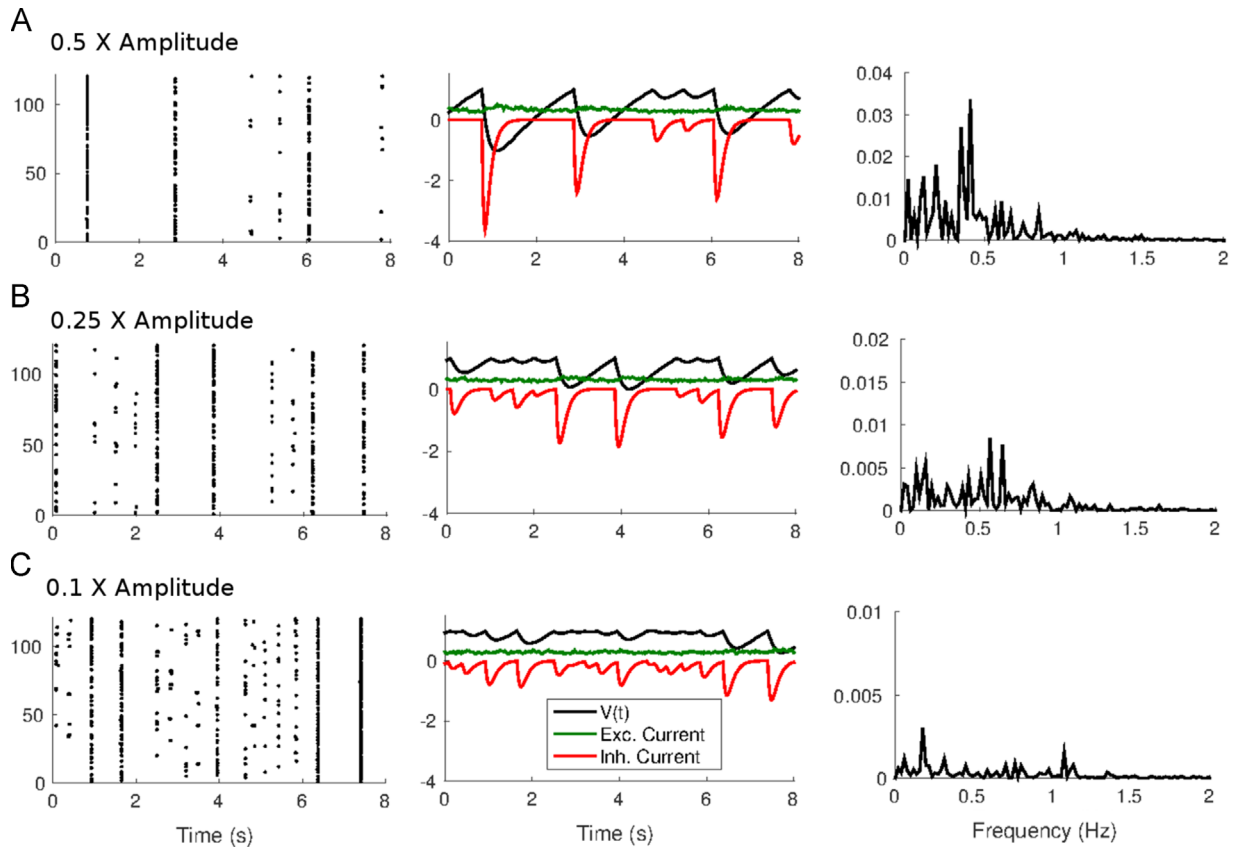 A
0.5 X Amplitude
100
50
0
0 2 4 6 8
0
-2
-4
0 2 4 6 8
0.04
0.03
0.02
0.01
0
0 0.5 1 1.5 2
B
0.25 X Amplitude
100
50
0
0 2 4 6 8
0
-2
-4
0 2 4 6 8
0.02
0.015
0.01
0.005
0
0 0.5 1 1.5 2
C
0.1 X Amplitude
100
50
0
0 2 4 6 8
Time (s)
0
-2
-4
V(t)
Exc. Current
Inh. Current
0 2 4 6 8
Time (s)
0.01
0.005
0
0 0.5 1 1.5 2
Frequency (Hz)